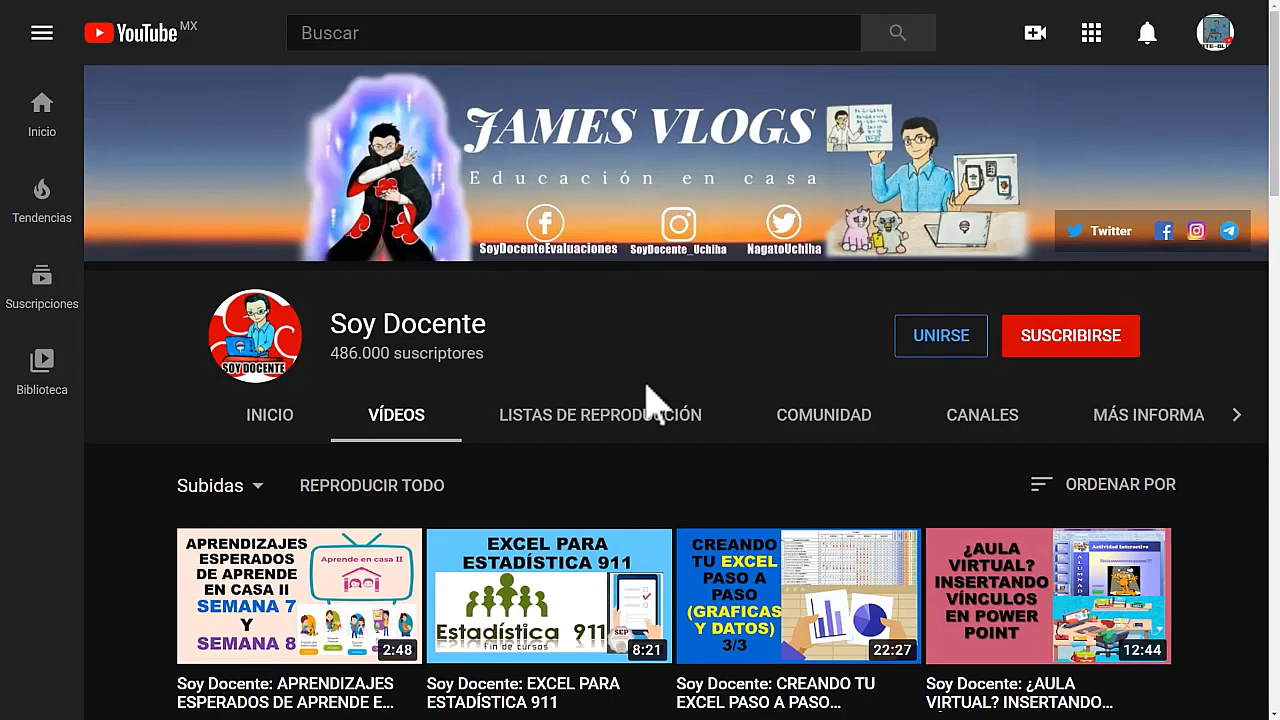 YouTube MX
Buscar
Inicio
Tendencias
Suscripciones
Biblioteca
JAMES VLOGS
Educación en casa
SoyDocenteEvaluaciones
SoyDocente_Uchiha
NagatoUchiha
Twitter
SOY DOCENTE
Soy Docente
486.000 suscriptores
UNIRSE
SUSCRIBIRSE
INICIO
VÍDEOS
LISTAS DE REPRODUCCIÓN
COMUNIDAD
CANALES
MÁS INFORMA
Subidas
REPRODUCIR TODO
ORDENAR POR
APRENDIZAJES
ESPERADOS
DE APRENDE
EN CASA II
SEMANA 7
Y
SEMANA 8
Aprende en casa II
2:48
EXCEL PARA
ESTADÍSTICA 911
Estadística 911
fin de cursos
SEP
8:21
CREANDO
TU EXCEL
PASO A
PASO
(GRAFICAS
Y DATOS)
3/3
22:27
¿AULA
VIRTUAL?
INSERTANDO
VÍNCULOS
EN POWER
POINT
Actividad Interactiva
12:44
Soy Docente: APRENDIZAJES
ESPERADOS DE APRENDE E...
Soy Docente: EXCEL PARA
ESTADÍSTICA 911
Soy Docente: CREANDO TU
EXCEL PASO A PASO...
Soy Docente: ¿AULA
VIRTUAL? INSERTANDO...